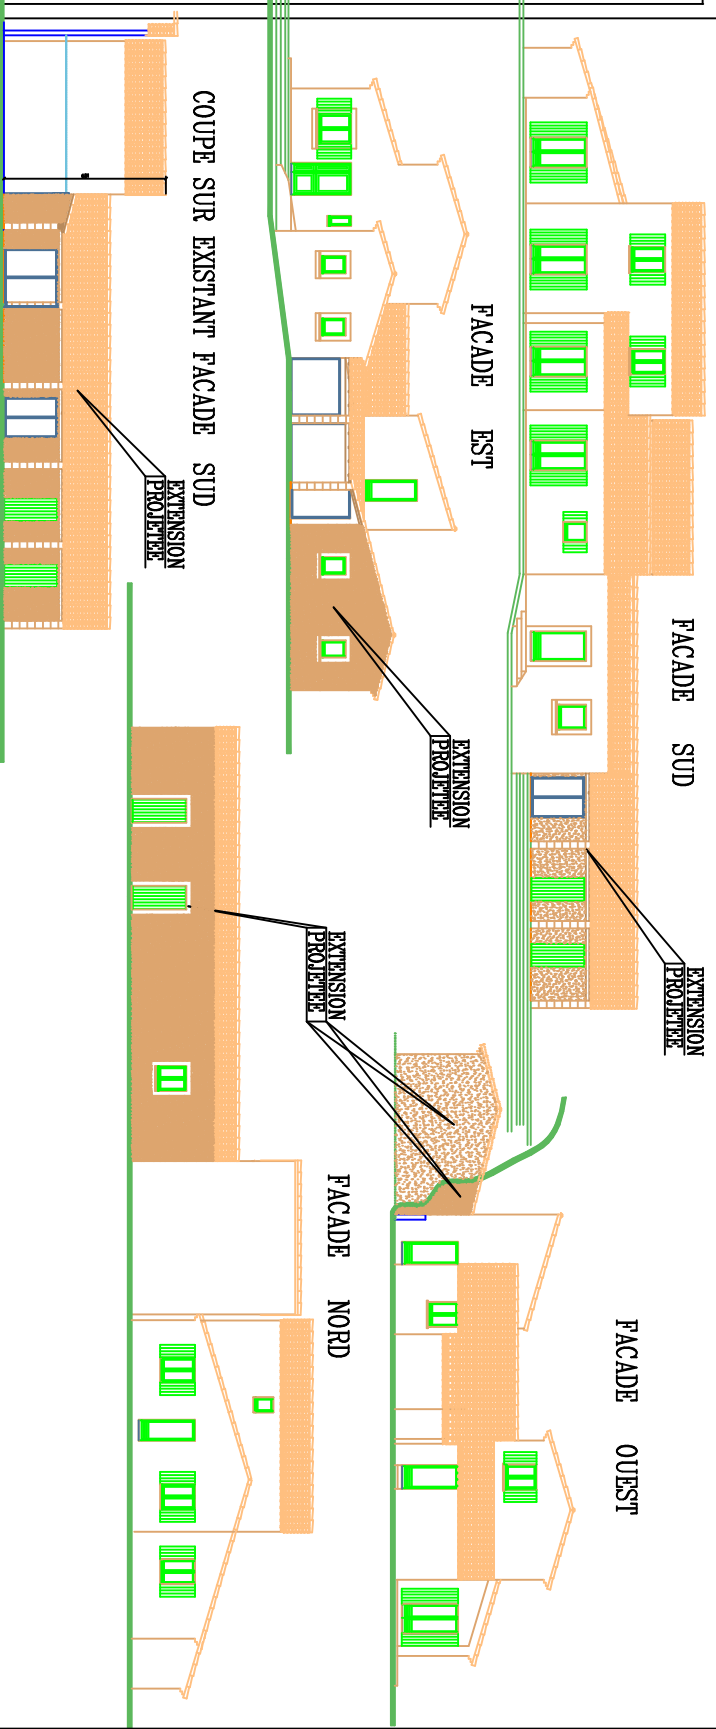 FACADE SUD
EXTENSION
PROJETEE
FACADE OUEST
FACADE EST
EXTENSION
PROJETEE
EXTENSION
PROJETEE
FACADE NORD
COUPE SUR EXISTANT FACADE SUD
EXTENSION
PROJETEE